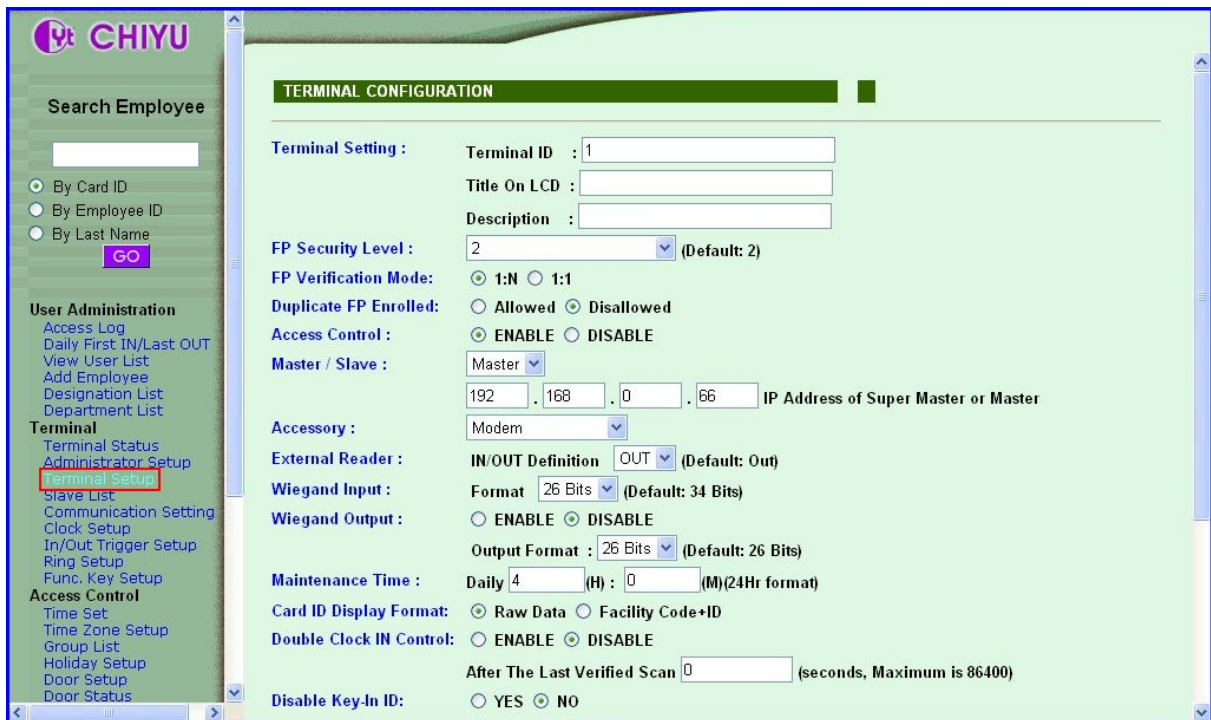 CHIYU
Search Employee
By Card ID
By Employee ID
By Last Name
GO
User Administration
Access Log
Daily First IN/Last OUT
View User List
Add Employee
Designation List
Department List
Terminal
Terminal Status
Administrator Setup
Terminal Setup
Slave List
Communication Setting
Clock Setup
In/Out Trigger Setup
Ring Setup
Func. Key Setup
Access Control
Time Set
Time Zone Setup
Group List
Holiday Setup
Door Setup
Door Status
TERMINAL CONFIGURATION
Terminal Setting : Terminal ID : 1
Title On LCD :
Description :
FP Security Level : 2 (Default: 2)
FP Verification Mode: 1:N 1:1
Duplicate FP Enrolled: Allowed Disallowed
Access Control : ENABLE DISABLE
Master / Slave : Master
192 . 168 . 0 . 66 IP Address of Super Master or Master
Accessory : Modem
External Reader : IN/OUT Definition OUT (Default: Out)
Wiegand Input : Format 26 Bits (Default: 34 Bits)
Wiegand Output : ENABLE DISABLE
Output Format : 26 Bits (Default: 26 Bits)
Maintenance Time : Daily 4 (H) : 0 (M)(24Hr format)
Card ID Display Format: Raw Data Facility Code+ID
Double Clock IN Control: ENABLE DISABLE
After The Last Verified Scan 0 (seconds, Maximum is 86400)
Disable Key-In ID: YES NO